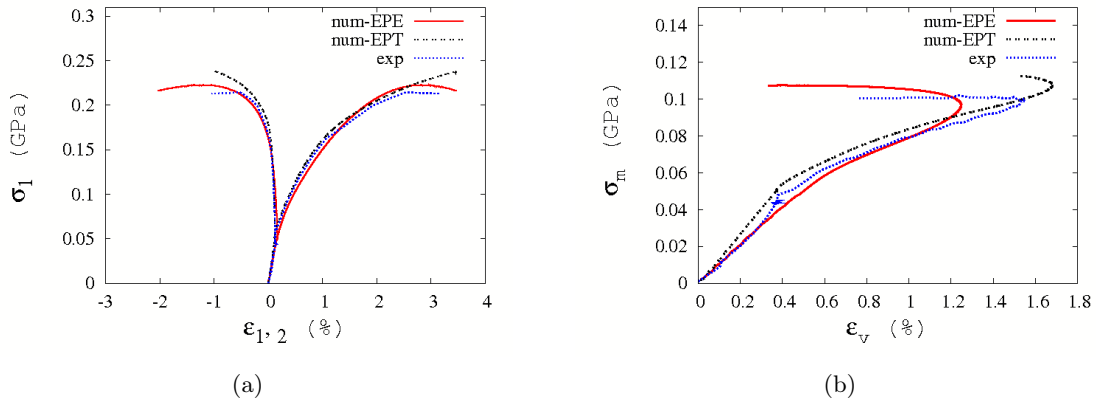 num-EPE
num-EPT
exp
0.3
0.25
0.2
0.15
0.1
0.05
0
-3 -2 -1 0 1 2 3 4
σ1 (GPa)
ε1, 2 (%)
(a)
num-EPE
num-EPT
exp
0.14
0.12
0.1
0.08
0.06
0.04
0.02
0
0 0.2 0.4 0.6 0.8 1 1.2 1.4 1.6 1.8
σm (GPa)
εv (%)
(b)